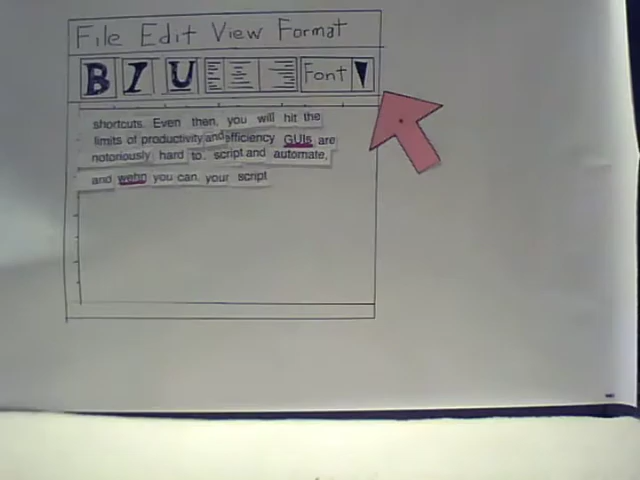 File Edit View Format
B I U Font
shortcuts. Even then, you will hit the
limits of productivity and efficiency GUIs are
notoriously hard to script and automate,
and wehn you can, your script